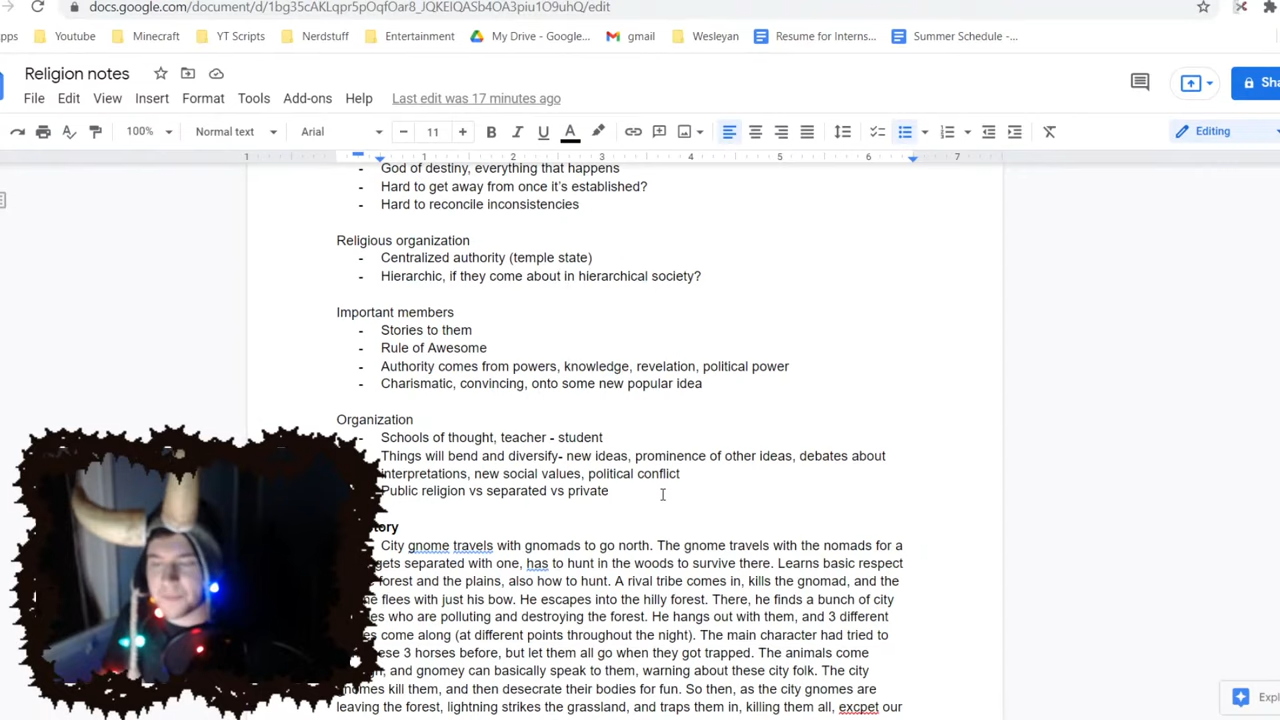 docs.google.com/document/d/1bg35cAKLqpr5pOqfOar8_JQKEIQASb4OA3piu1O9uhQ/edit
Youtube Minecraft YT Scripts Nerdstuff Entertainment My Drive - Google... gmail Wesleyan Resume for Interns... Summer Schedule -...
Religion notes
File Edit View Insert Format Tools Add-ons Help Last edit was 17 minutes ago
100% Normal text Arial − 11 + B I U A Editing
1 1 2 3 4 5 6 7
- God of destiny, everything that happens
- Hard to get away from once it's established?
- Hard to reconcile inconsistencies
Religious organization
- Centralized authority (temple state)
- Hierarchic, if they come about in hierarchical society?
Important members
- Stories to them
- Rule of Awesome
- Authority comes from powers, knowledge, revelation, political power
- Charismatic, convincing, onto some new popular idea
Organization
- Schools of thought, teacher - student
Things will bend and diversify- new ideas, prominence of other ideas, debates about
interpretations, new social values, political conflict
Public religion vs separated vs private
City gnome travels with gnomads to go north. The gnome travels with the nomads for a
gets separated with one, has to hunt in the woods to survive there. Learns basic respect
forest and the plains, also how to hunt. A rival tribe comes in, kills the gnomad, and the
flees with just his bow. He escapes into the hilly forest. There, he finds a bunch of city
who are polluting and destroying the forest. He hangs out with them, and 3 different
come along (at different points throughout the night). The main character had tried to
3 horses before, but let them all go when they got trapped. The animals come
and gnomey can basically speak to them, warning about these city folk. The city
kill them, and then desecrate their bodies for fun. So then, as the city gnomes are
leaving the forest, lightning strikes the grassland, and traps them in, killing them all, excpet our